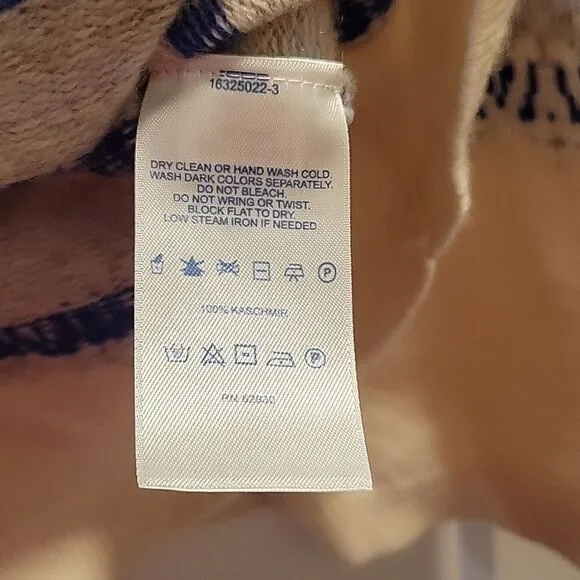 16325022-3
DRY CLEAN OR HAND WASH COLD.
WASH DARK COLORS SEPARATELY.
DO NOT BLEACH.
DO NOT WRING OR TWIST.
BLOCK FLAT TO DRY.
LOW STEAM IRON IF NEEDED
P
100% KASCHMIR
P